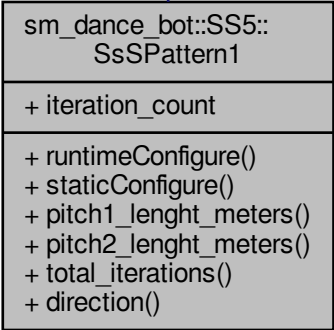 sm_dance_bot::SS5::
SsSPattern1
+ iteration_count
+ runtimeConfigure()
+ staticConfigure()
+ pitch1_lenght_meters()
+ pitch2_lenght_meters()
+ total_iterations()
+ direction()